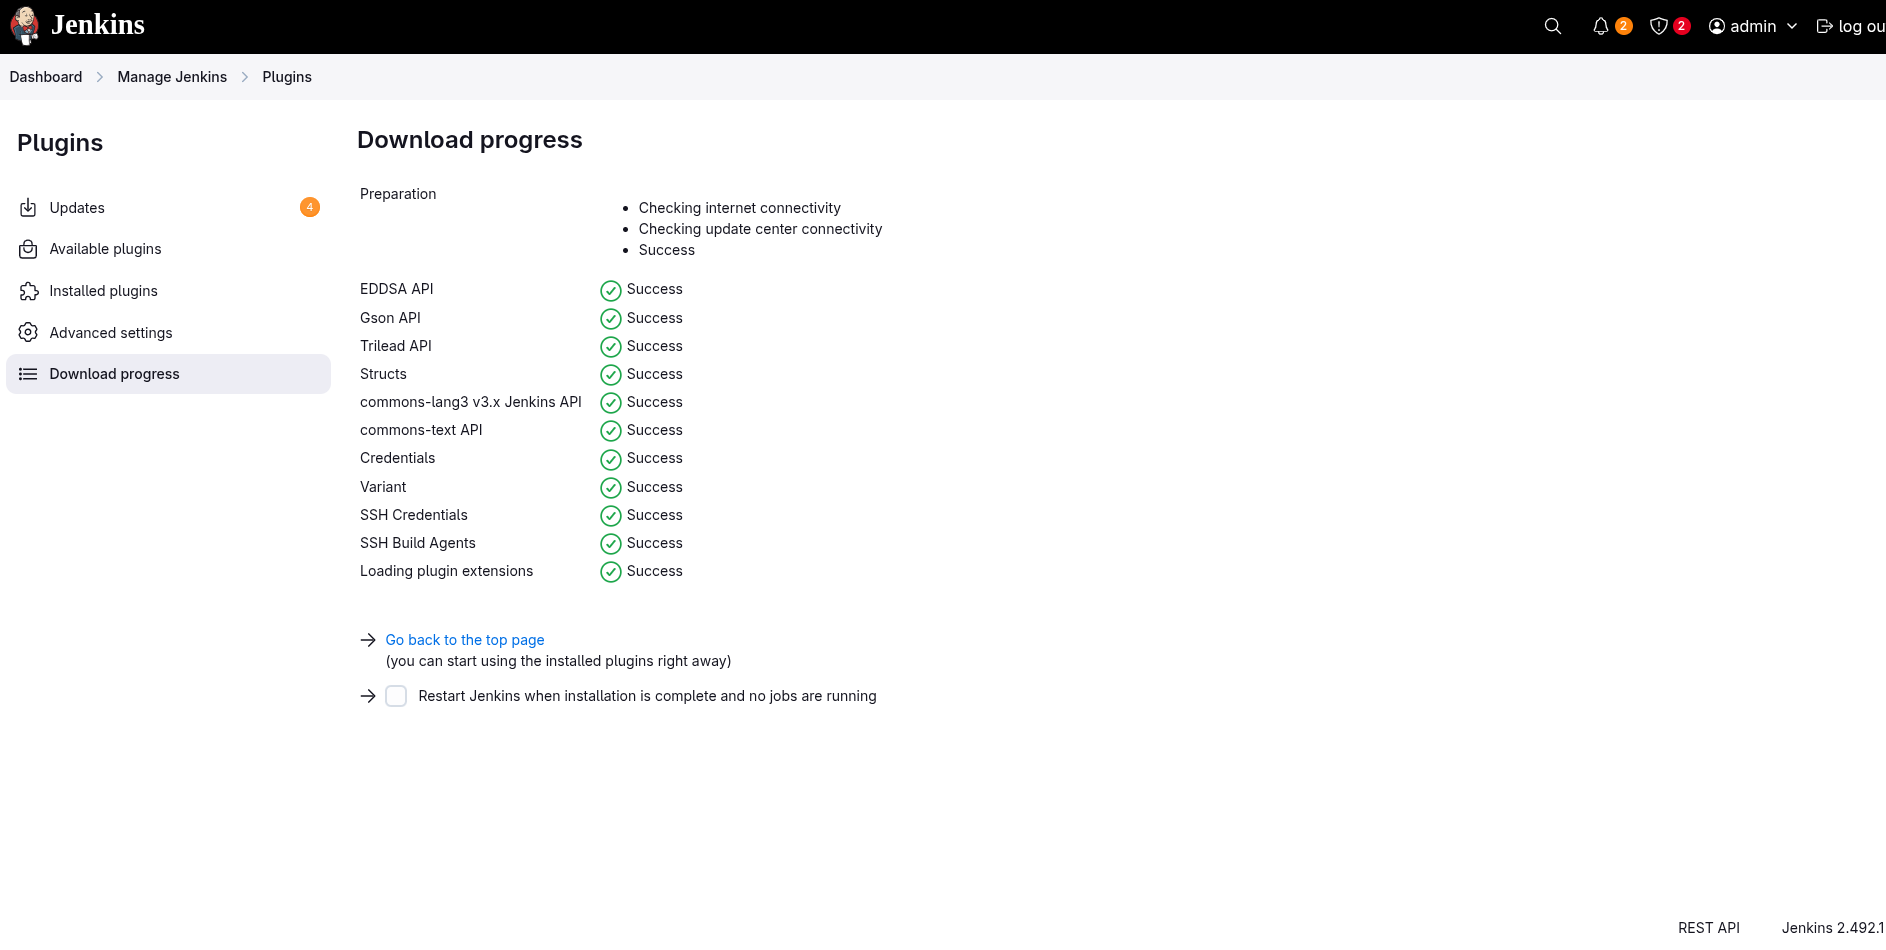 Jenkins
2
2
admin
log ou
Dashboard
Manage Jenkins
Plugins
Plugins
Updates
4
Available plugins
Installed plugins
Advanced settings
Download progress
Download progress
Preparation
Checking internet connectivity
Checking update center connectivity
Success
EDDSA API Success
Gson API Success
Trilead API Success
Structs Success
commons-lang3 v3.x Jenkins API Success
commons-text API Success
Credentials Success
Variant Success
SSH Credentials Success
SSH Build Agents Success
Loading plugin extensions Success
Go back to the top page
(you can start using the installed plugins right away)
Restart Jenkins when installation is complete and no jobs are running
REST API
Jenkins 2.492.1